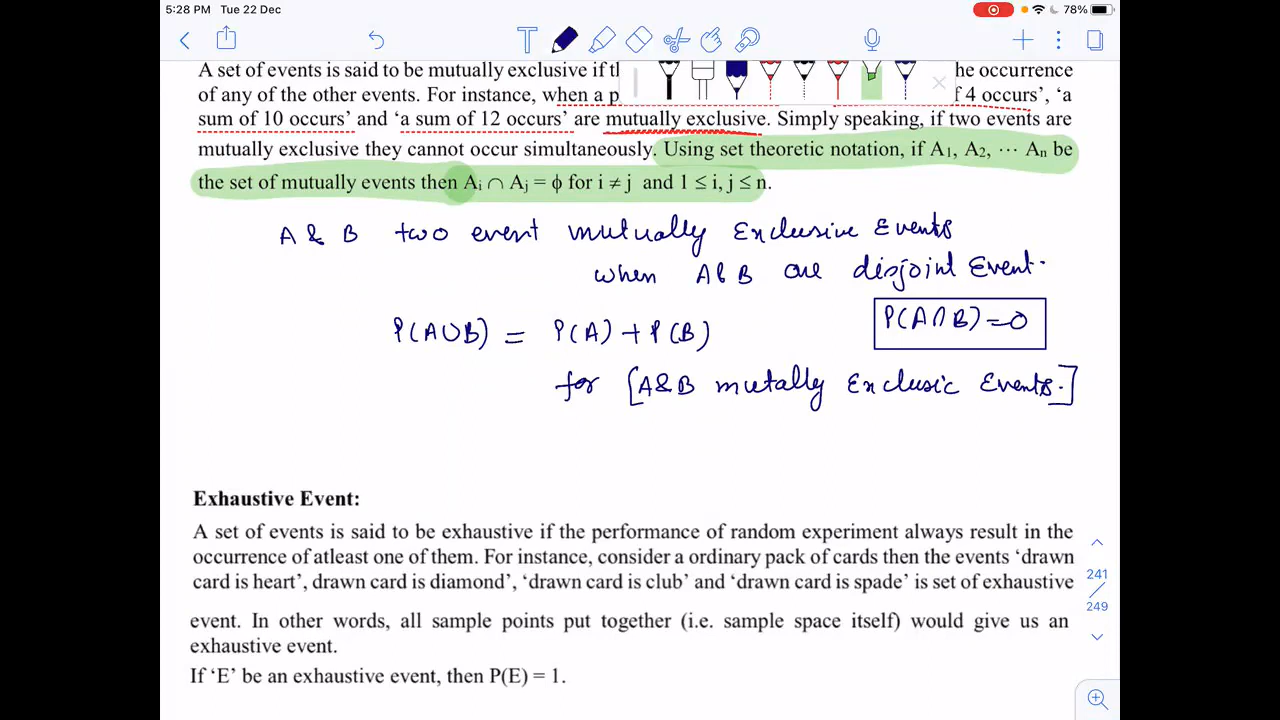 5:28 PM Tue 22 Dec
78%
A set of events is said to be mutually exclusive if th he occurrence
of any of the other events. For instance, when a p f 4 occurs', 'a
sum of 10 occurs' and 'a sum of 12 occurs' are mutually exclusive. Simply speaking, if two events are
mutually exclusive they cannot occur simultaneously. Using set theoretic notation, if A₁, A₂, ⋯ Aₙ be
the set of mutually events then Aᵢ ∩ Aⱼ = ϕ for i ≠ j and 1 ≤ i, j ≤ n.
A & B two event mutually Exclusive Events
when A & B are disjoint Event.
P(A∪B) = P(A) + P(B)
P(A∩B) = 0
for [A&B mutally Exclusic Events.]
Exhaustive Event:
A set of events is said to be exhaustive if the performance of random experiment always result in the
occurrence of atleast one of them. For instance, consider a ordinary pack of cards then the events 'drawn
card is heart', drawn card is diamond', 'drawn card is club' and 'drawn card is spade' is set of exhaustive
event. In other words, all sample points put together (i.e. sample space itself) would give us an
exhaustive event.
If 'E' be an exhaustive event, then P(E) = 1.
241
/
249